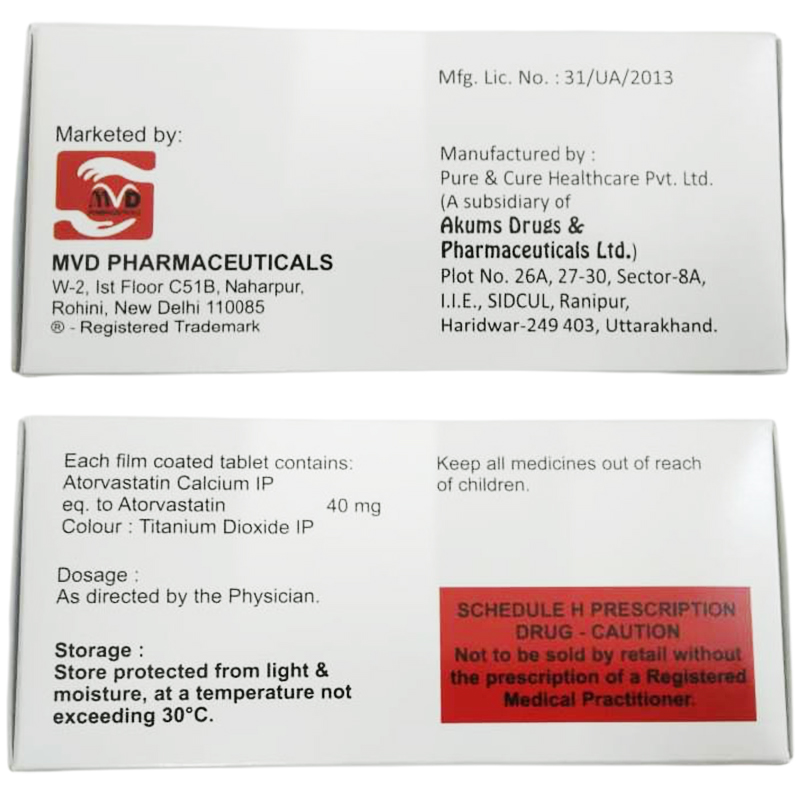 Mfg. Lic. No. : 31/UA/2013
Marketed by:
MVD
PHARMACEUTICALS
MVD PHARMACEUTICALS
W-2, Ist Floor C51B, Naharpur,
Rohini, New Delhi 110085
® - Registered Trademark
Manufactured by :
Pure & Cure Healthcare Pvt. Ltd.
(A subsidiary of
Akums Drugs &
Pharmaceuticals Ltd.)
Plot No. 26A, 27-30, Sector-8A,
I.I.E., SIDCUL, Ranipur,
Haridwar-249 403, Uttarakhand.
Each film coated tablet contains:
Atorvastatin Calcium IP
eq. to Atorvastatin 40 mg
Colour : Titanium Dioxide IP
Dosage :
As directed by the Physician.
Storage :
Store protected from light &
moisture, at a temperature not
exceeding 30°C.
Keep all medicines out of reach
of children.
SCHEDULE H PRESCRIPTION
DRUG - CAUTION
Not to be sold by retail without
the prescription of a Registered
Medical Practitioner.